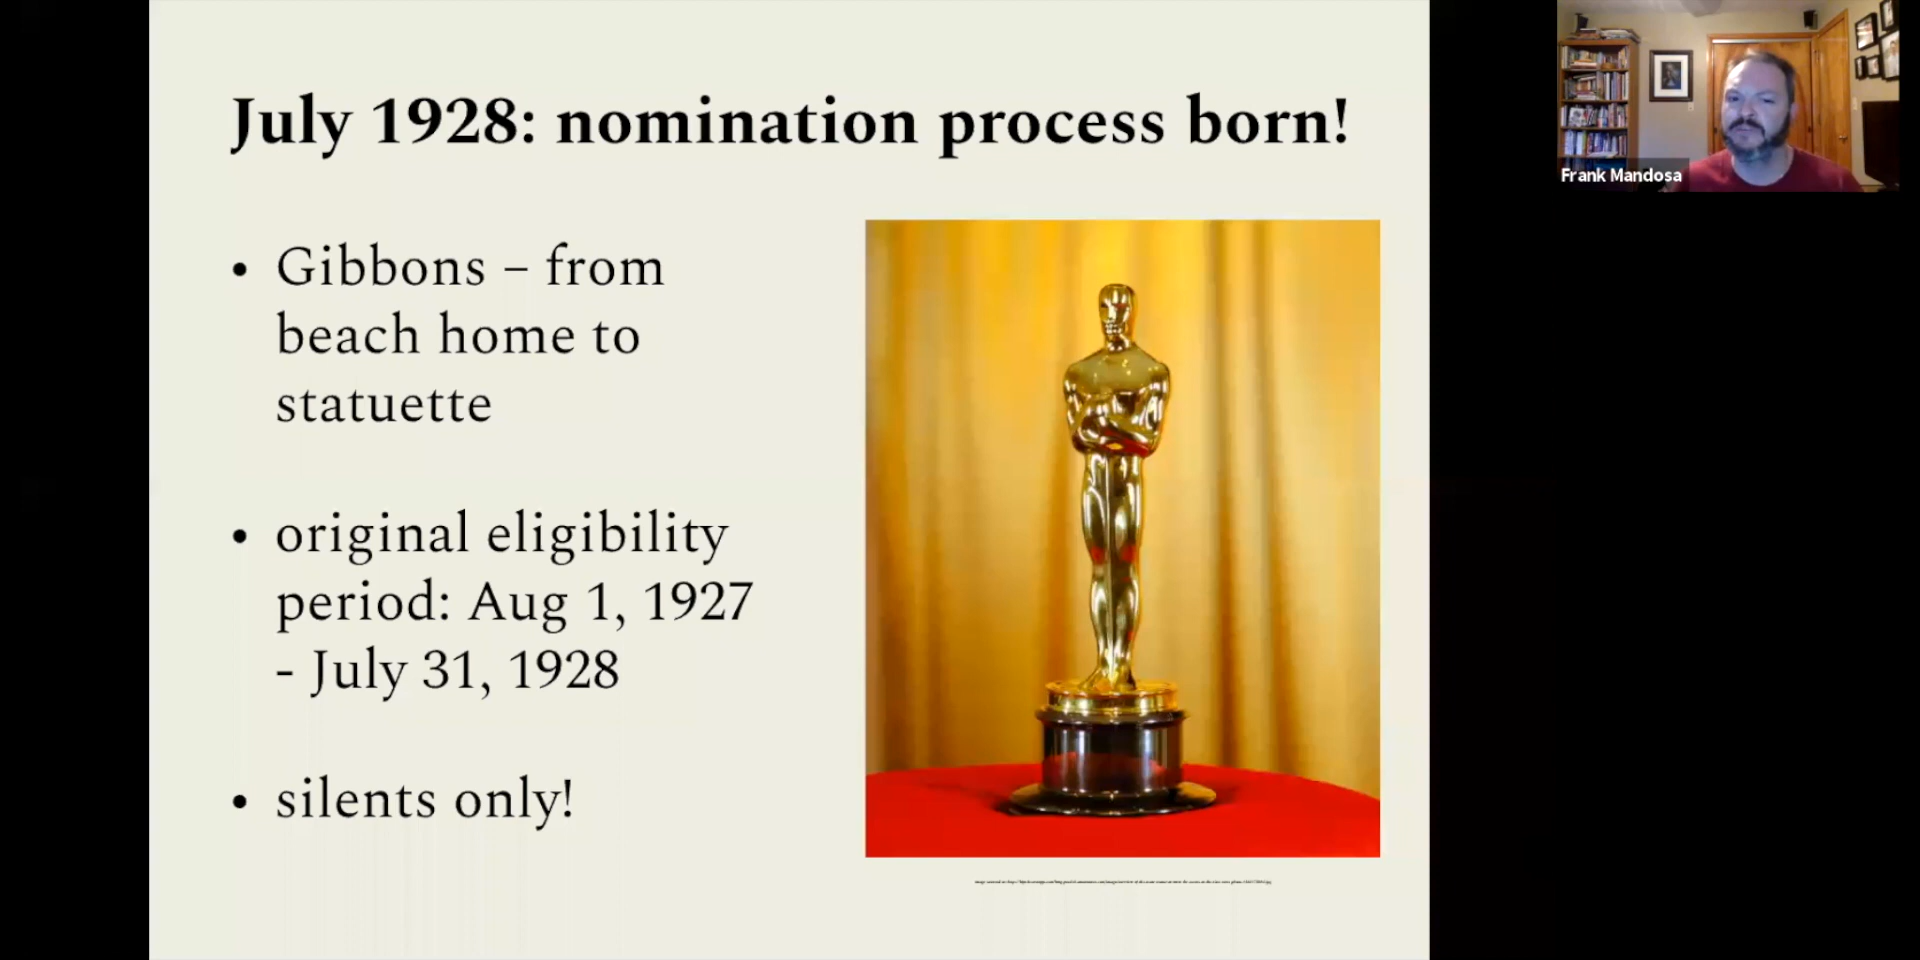 July 1928: nomination process born!
• Gibbons – from
beach home to
statuette
• original eligibility
period: Aug 1, 1927
- July 31, 1928
• silents only!
Frank Mandosa